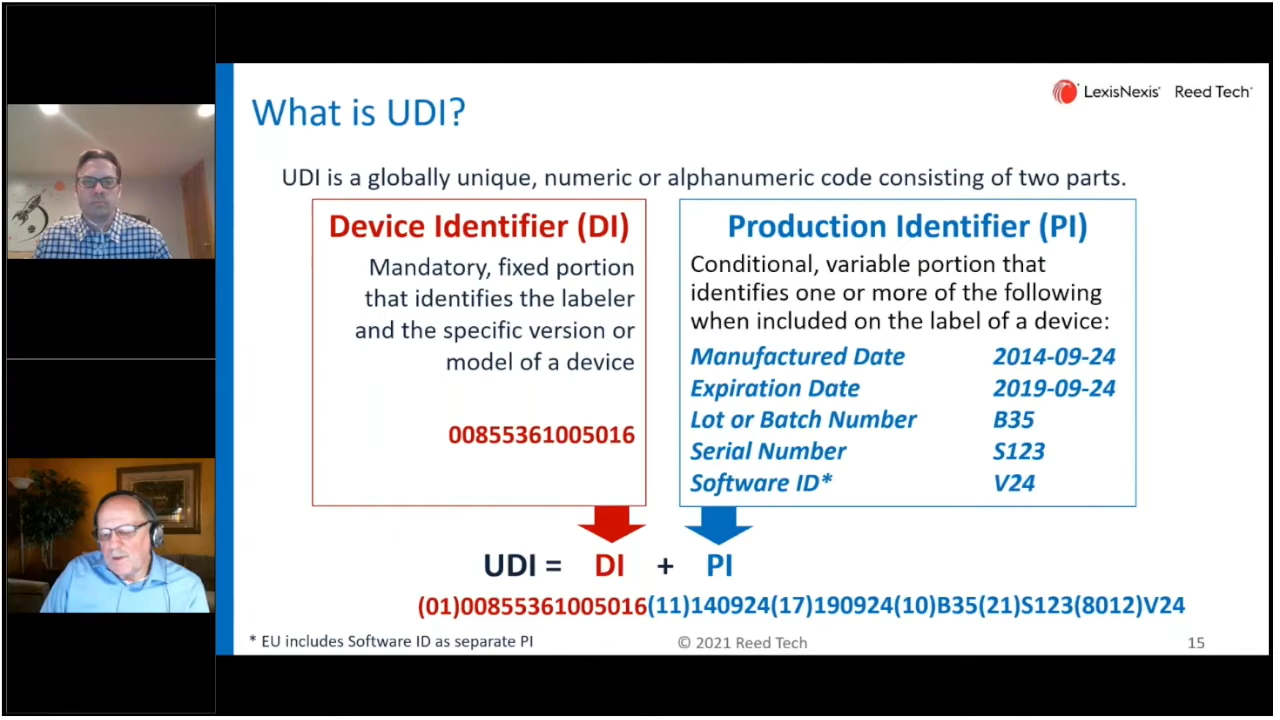 LexisNexis® Reed Tech®
What is UDI?
UDI is a globally unique, numeric or alphanumeric code consisting of two parts.
Device Identifier (DI)
Mandatory, fixed portion
that identifies the labeler
and the specific version or
model of a device
00855361005016
Production Identifier (PI)
Conditional, variable portion that
identifies one or more of the following
when included on the label of a device:
Manufactured Date 2014-09-24
Expiration Date 2019-09-24
Lot or Batch Number B35
Serial Number S123
Software ID* V24
UDI = DI + PI
(01)00855361005016(11)140924(17)190924(10)B35(21)S123(8012)V24
* EU includes Software ID as separate PI
© 2021 Reed Tech
15